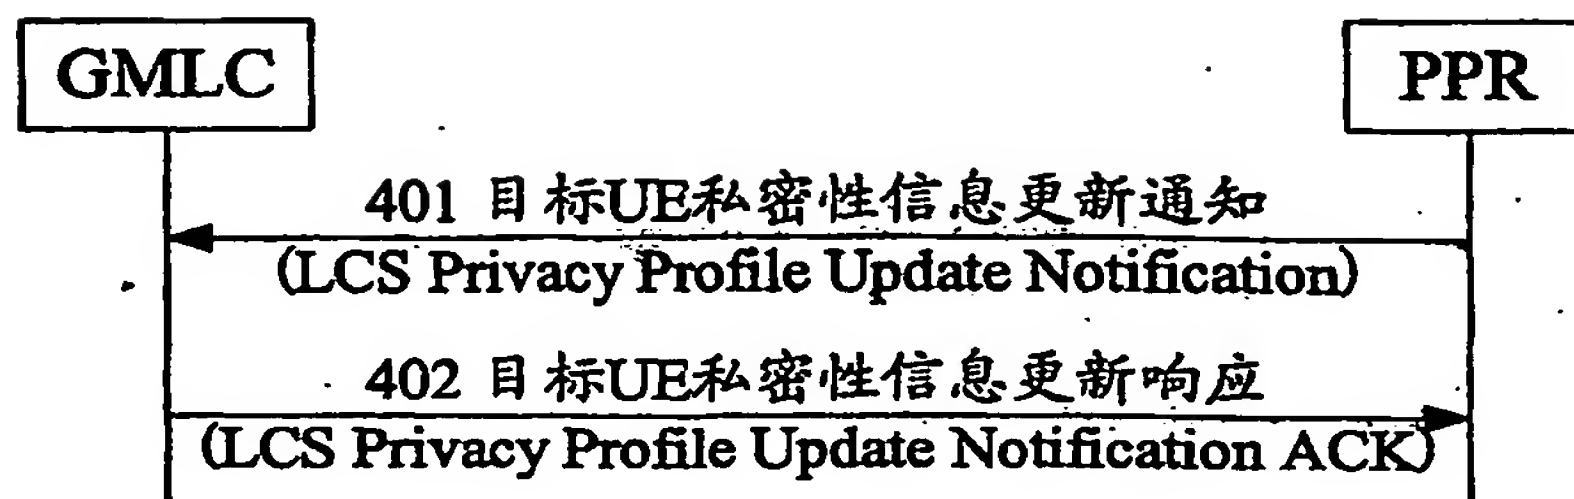 GMLC
PPR
401 目标UE私密性信息更新通知
(LCS Privacy Profile Update Notification)
402 目标UE私密性信息更新响应
(LCS Privacy Profile Update Notification ACK)